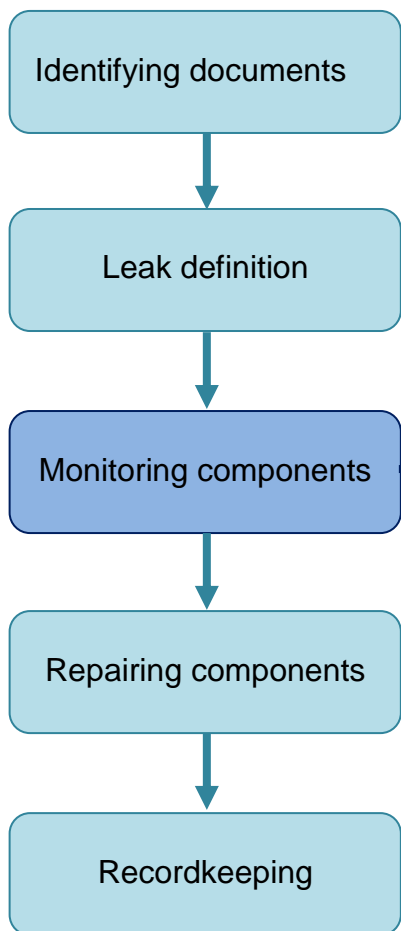 Identifying documents
Leak definition
Monitoring components
Repairing components
Recordkeeping